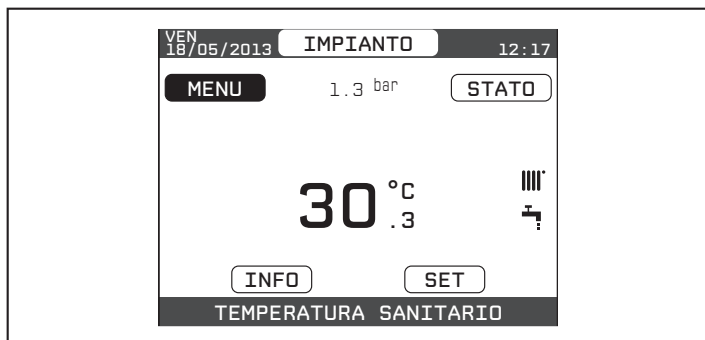 VEN
18/05/2013 IMPIANTO 12:17
MENU 1.3 bar STATO
30.3 °C
INFO SET
TEMPERATURA SANITARIO